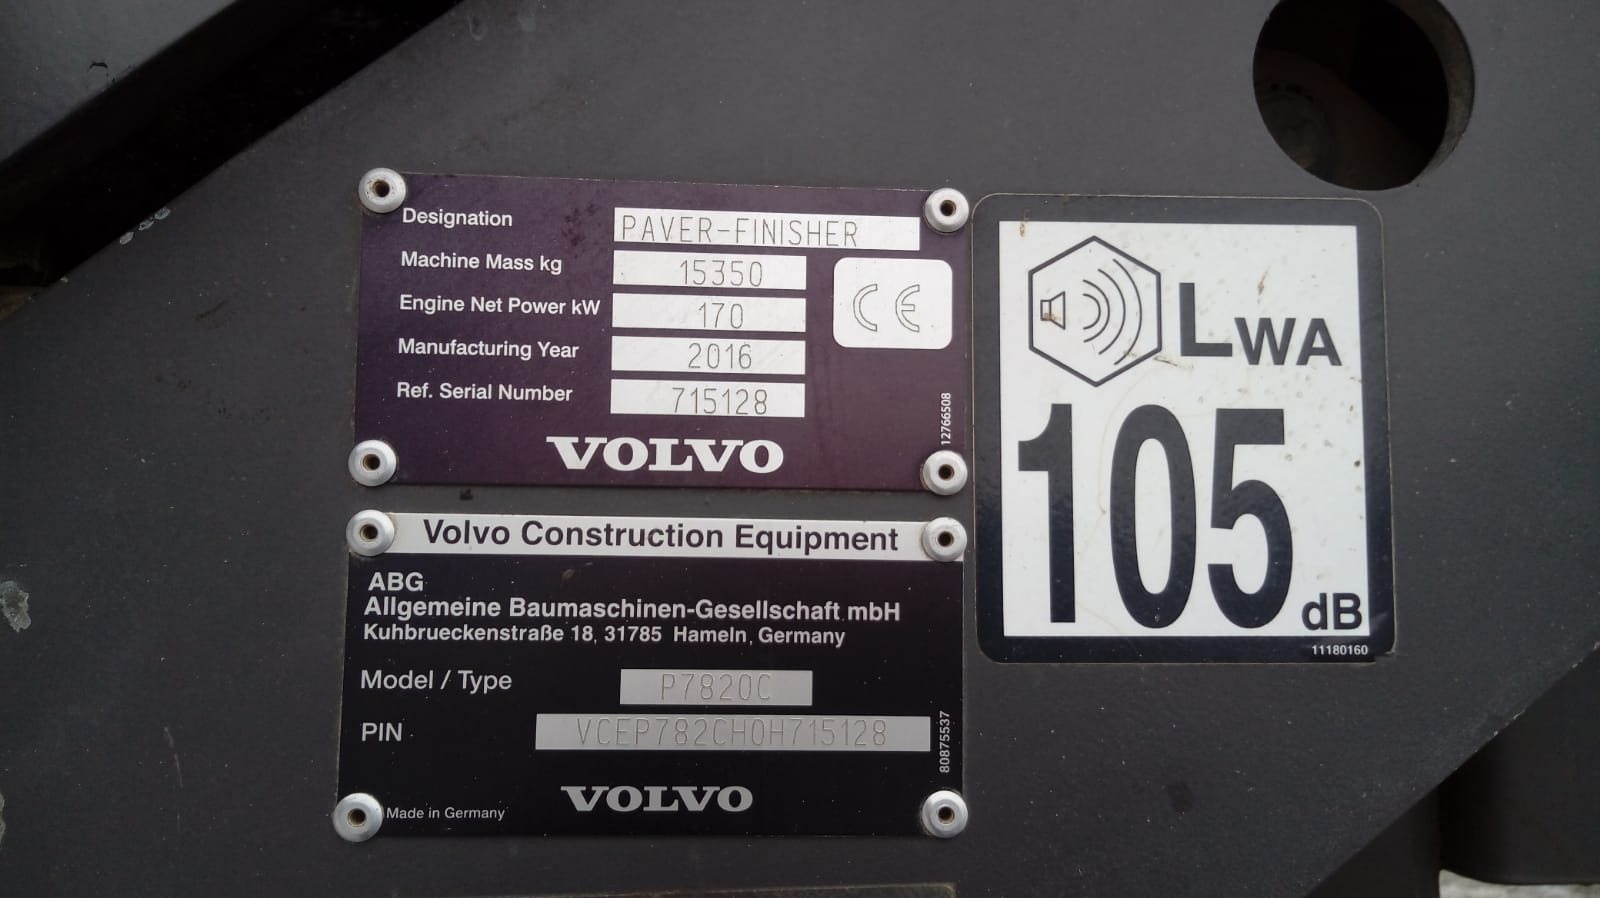 Designation PAVER-FINISHER
Machine Mass kg 15350
Engine Net Power kW 170
Manufacturing Year 2016
Ref. Serial Number 715128
CE
12766508
VOLVO
Volvo Construction Equipment
ABG
Allgemeine Baumaschinen-Gesellschaft mbH
Kuhbrueckenstraße 18, 31785 Hameln, Germany
Model / Type P7820C
PIN VCEP782CH0H715128
80875537
VOLVO
Made in Germany
LWA
105
dB
11180160